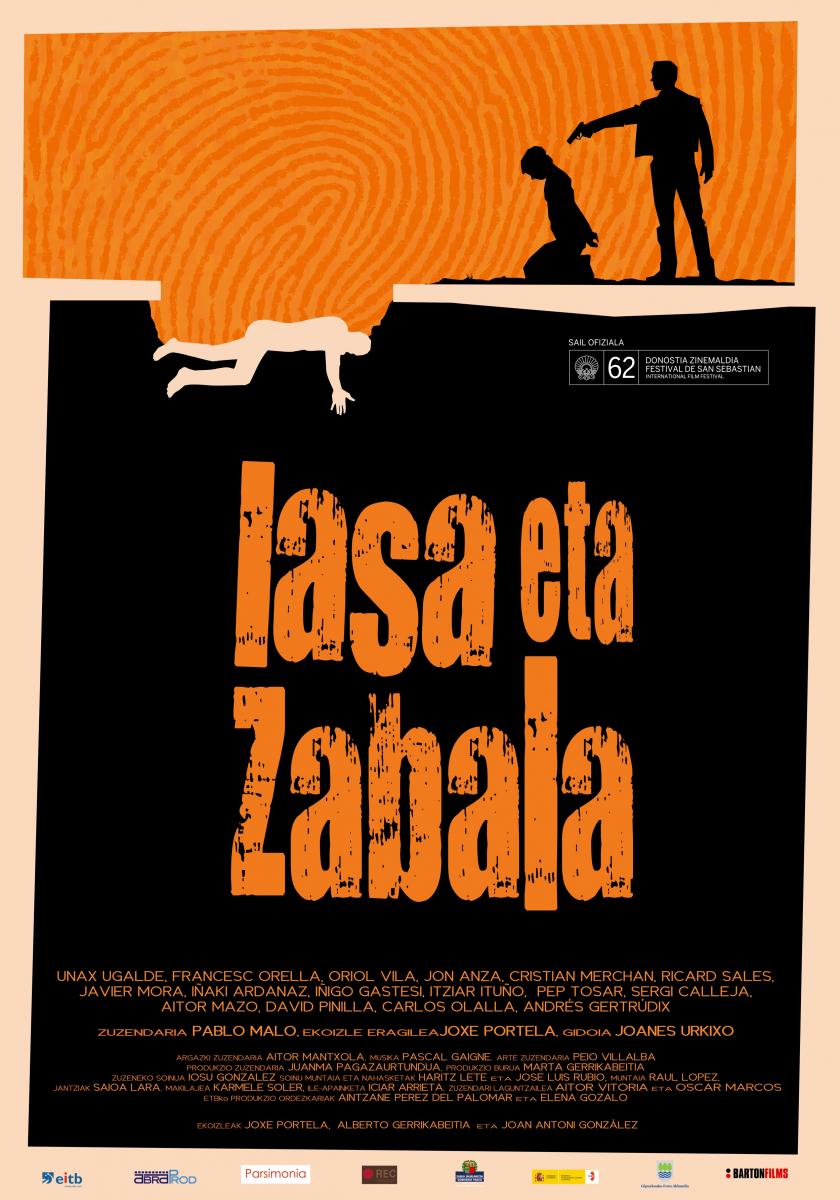 SAIL OFIZIALA
62
DONOSTIA ZINEMALDIA
FESTIVAL DE SAN SEBASTIAN
INTERNATIONAL FILM FESTIVAL
lasa eta
Zabala
UNAX UGALDE, FRANCESC ORELLA, ORIOL VILA, JON ANZA, CRISTIAN MERCHAN, RICARD SALES,
JAVIER MORA, IÑAKI ARDANAZ, IÑIGO GASTESI, ITZIAR ITUÑO, PEP TOSAR, SERGI CALLEJA,
AITOR MAZO, DAVID PINILLA, CARLOS OLALLA, ANDRÉS GERTRÚDIX
ZUZENDARIA PABLO MALO, EKOIZLE ERAGILEA JOXE PORTELA, GIDOIA JOANES URKIXO
ARGAZKI ZUZENDARIA AITOR MANTXOLA, MUSIKA PASCAL GAIGNE, ARTE ZUZENDARIA PEIO VILLALBA
PRODUKZIO ZUZENDARIA JUANMA PAGAZAURTUNDUA, PRODUKZIO BURUA MARTA GERRIKABEITIA
ZUZENEKO SOINUA IOSU GONZALEZ SOINU MUNTAIA ETA NAHASKETAK HARITZ LETE ETA JOSE LUIS RUBIO, MUNTAIA RAUL LOPEZ,
JANTZIAK SAIOA LARA, MAKILAJEA KARMELE SOLER, ILE-APAINKETA ICIAR ARRIETA, ZUZENDARI LAGUNTZAILEA AITOR VITORIA ETA OSCAR MARCOS
ETBko PRODUKZIO ORDEZKARIAK AINTZANE PEREZ DEL PALOMAR ETA ELENA GOZALO
EKOIZLEAK JOXE PORTELA, ALBERTO GERRIKABEITIA ETA JOAN ANTONI GONZÀLEZ
eitb
ABRA PROD
Parsimonia
REC
BARTONFILMS